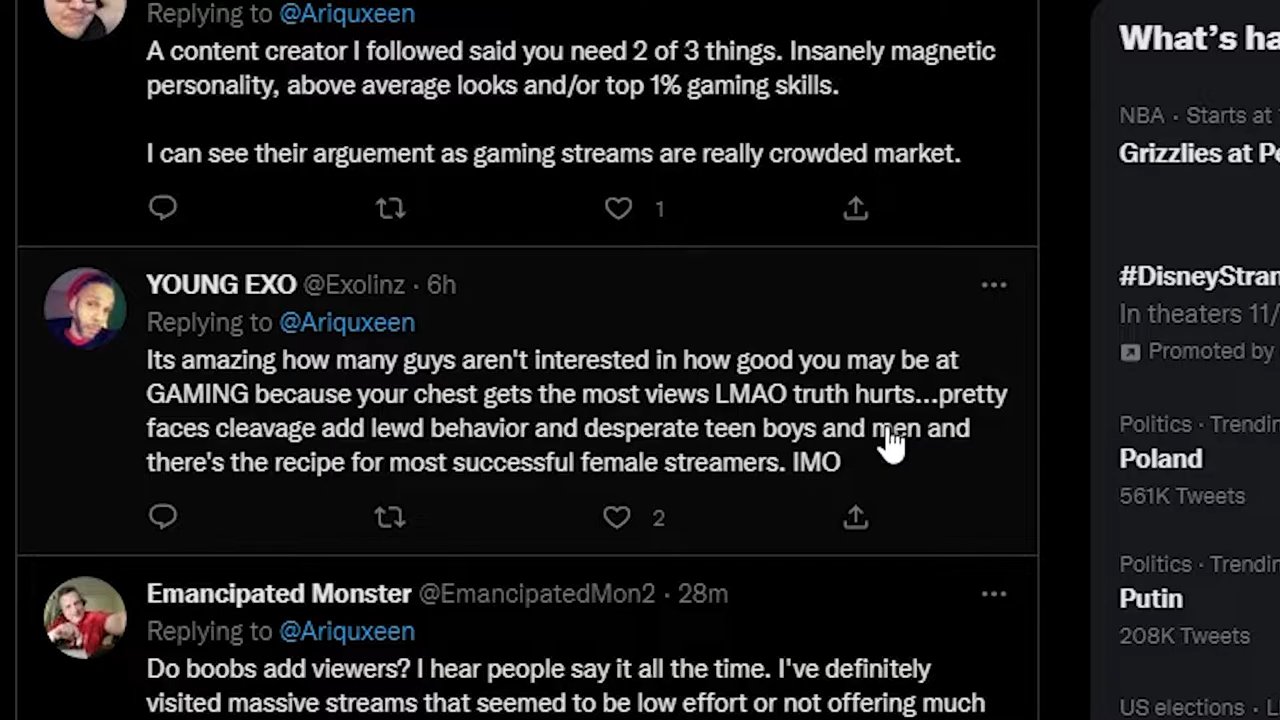 Replying to @Ariquxeen
A content creator I followed said you need 2 of 3 things. Insanely magnetic
personality, above average looks and/or top 1% gaming skills.
I can see their arguement as gaming streams are really crowded market.
1
YOUNG EXO @Exolinz · 6h
Replying to @Ariquxeen
Its amazing how many guys aren't interested in how good you may be at
GAMING because your chest gets the most views LMAO truth hurts...pretty
faces cleavage add lewd behavior and desperate teen boys and men and
there's the recipe for most successful female streamers. IMO
2
Emancipated Monster @EmancipatedMon2 · 28m
Replying to @Ariquxeen
Do boobs add viewers? I hear people say it all the time. I've definitely
visited massive streams that seemed to be low effort or not offering much
What's ha
NBA · Starts at
Grizzlies at Pe
#DisneyStran
In theaters 11/
Promoted by
Politics · Trendin
Poland
561K Tweets
Politics · Trendin
Putin
208K Tweets
US elections · L